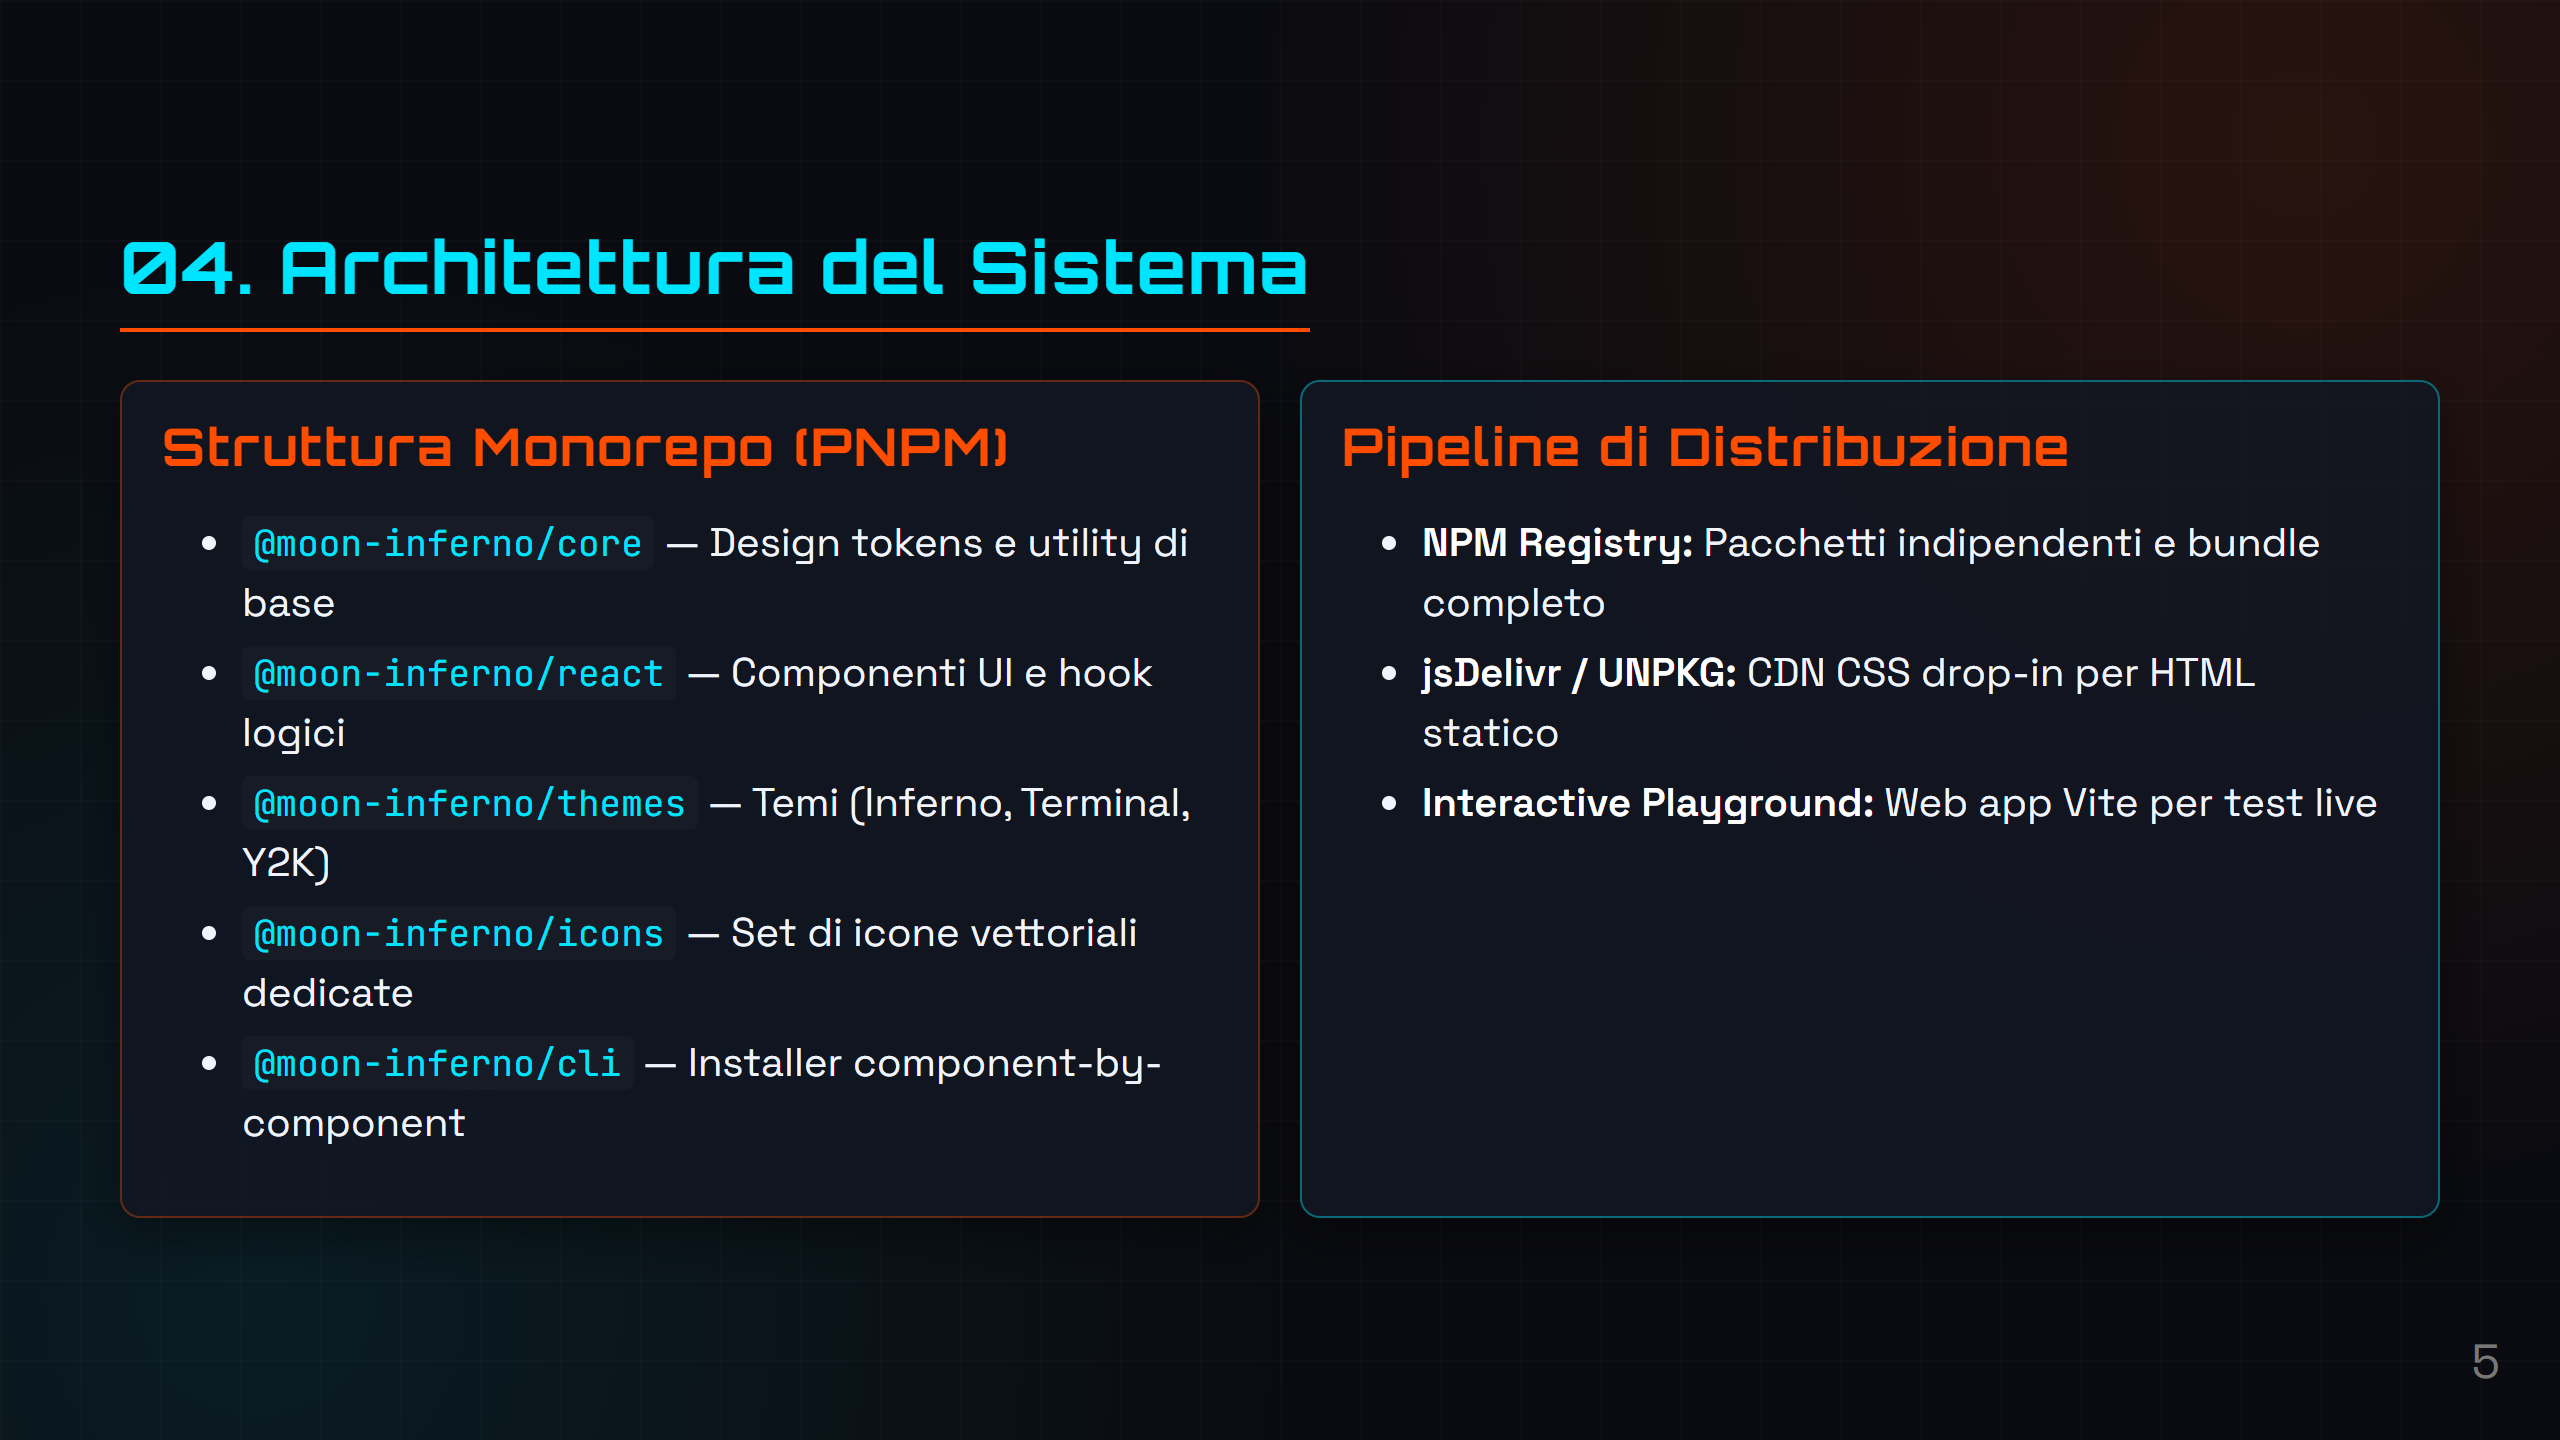 04. Architettura del Sistema
Struttura Monorepo (PNPM)
• @moon-inferno/core — Design tokens e utility di
base
• @moon-inferno/react — Componenti UI e hook
logici
• @moon-inferno/themes — Temi (Inferno, Terminal,
Y2K)
• @moon-inferno/icons — Set di icone vettoriali
dedicate
• @moon-inferno/cli — Installer component-by-
component
Pipeline di Distribuzione
• NPM Registry: Pacchetti indipendenti e bundle
completo
• jsDelivr / UNPKG: CDN CSS drop-in per HTML
statico
• Interactive Playground: Web app Vite per test live
5